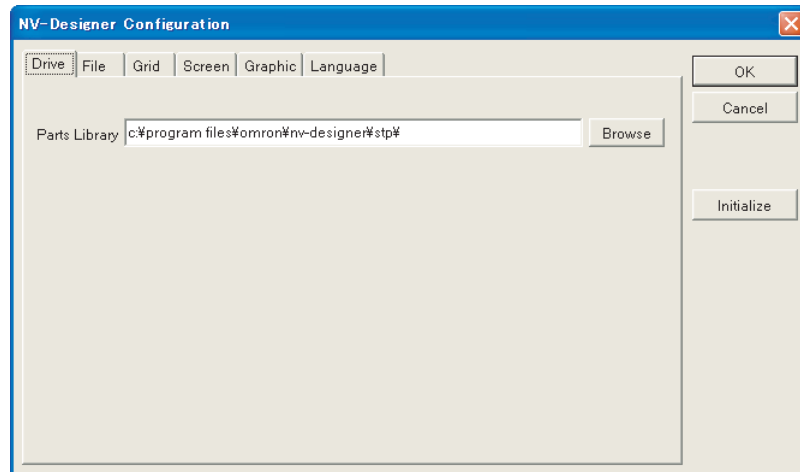 NV-Designer Configuration
Drive File Grid Screen Graphic Language
OK
Cancel
Parts Library c:¥program files¥omron¥nv-designer¥stp¥ Browse
Initialize